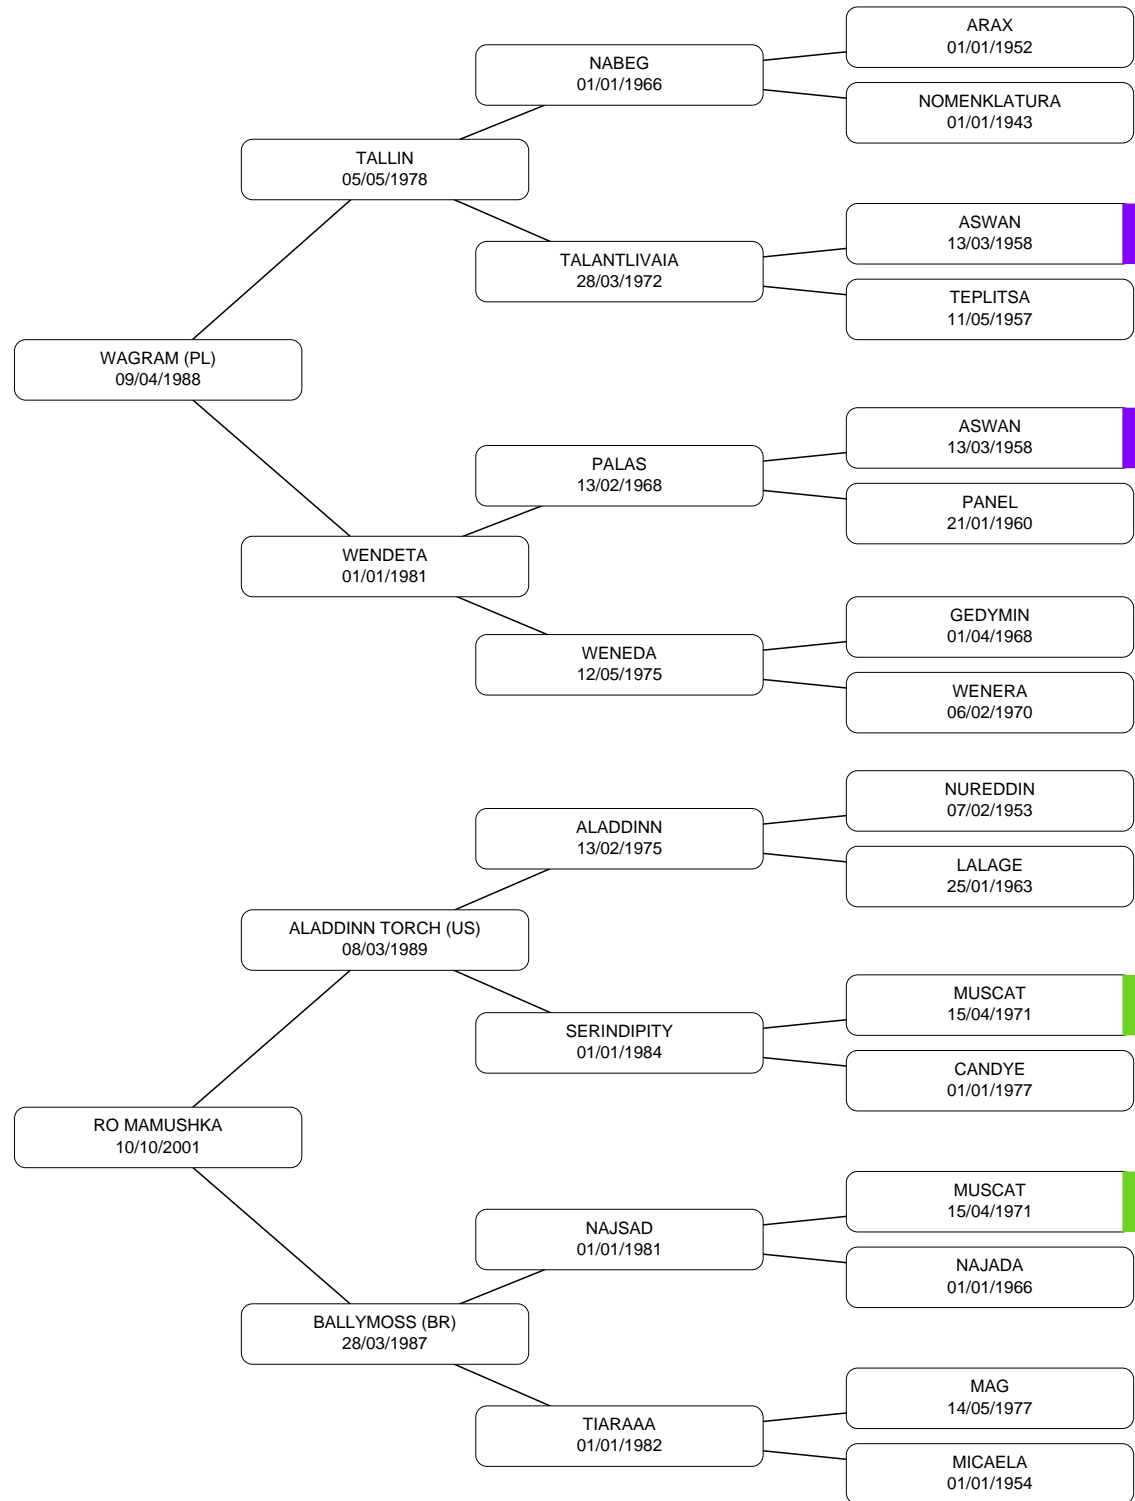 ARAX
01/01/1952
NABEG
01/01/1966
NOMENKLATURA
01/01/1943
TALLIN
05/05/1978
ASWAN
13/03/1958
TALANTLIVAIA
28/03/1972
TEPLITSA
11/05/1957
WAGRAM (PL)
09/04/1988
ASWAN
13/03/1958
PALAS
13/02/1968
PANEL
21/01/1960
WENDETA
01/01/1981
GEDYMIN
01/04/1968
WENEDA
12/05/1975
WENERA
06/02/1970
NUREDDIN
07/02/1953
ALADDINN
13/02/1975
LALAGE
25/01/1963
ALADDINN TORCH (US)
08/03/1989
MUSCAT
15/04/1971
SERINDIPITY
01/01/1984
CANDYE
01/01/1977
RO MAMUSHKA
10/10/2001
MUSCAT
15/04/1971
NAJSAD
01/01/1981
NAJADA
01/01/1966
BALLYMOSS (BR)
28/03/1987
MAG
14/05/1977
TIARAAA
01/01/1982
MICAELA
01/01/1954